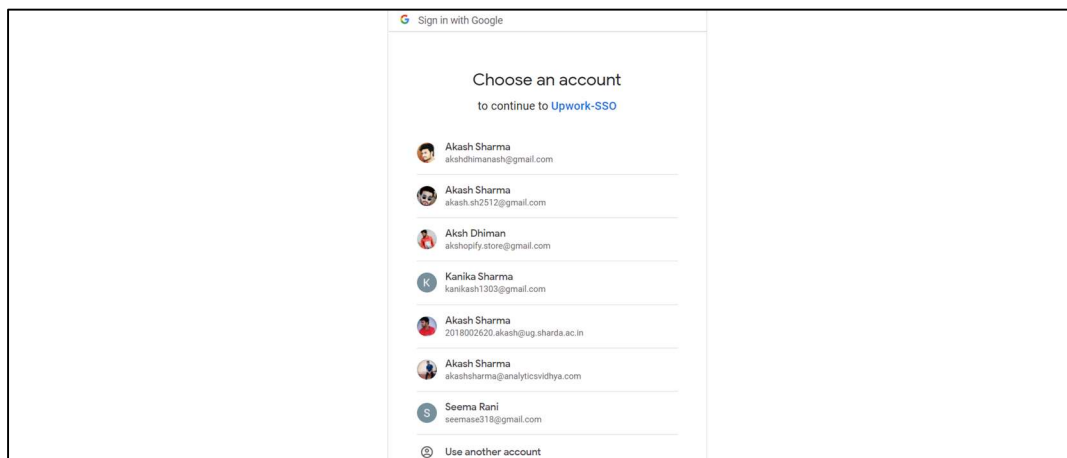 Sign in with Google
Choose an account
to continue to Upwork-SSO
Akash Sharma
akshdhimanash@gmail.com
Akash Sharma
akash.sh2512@gmail.com
Aksh Dhiman
akshopify.store@gmail.com
K
Kanika Sharma
kanikash1303@gmail.com
Akash Sharma
2018002620.akash@ug.sharda.ac.in
Akash Sharma
akashsharma@analyticsvidhya.com
S
Seema Rani
seemase318@gmail.com
Use another account